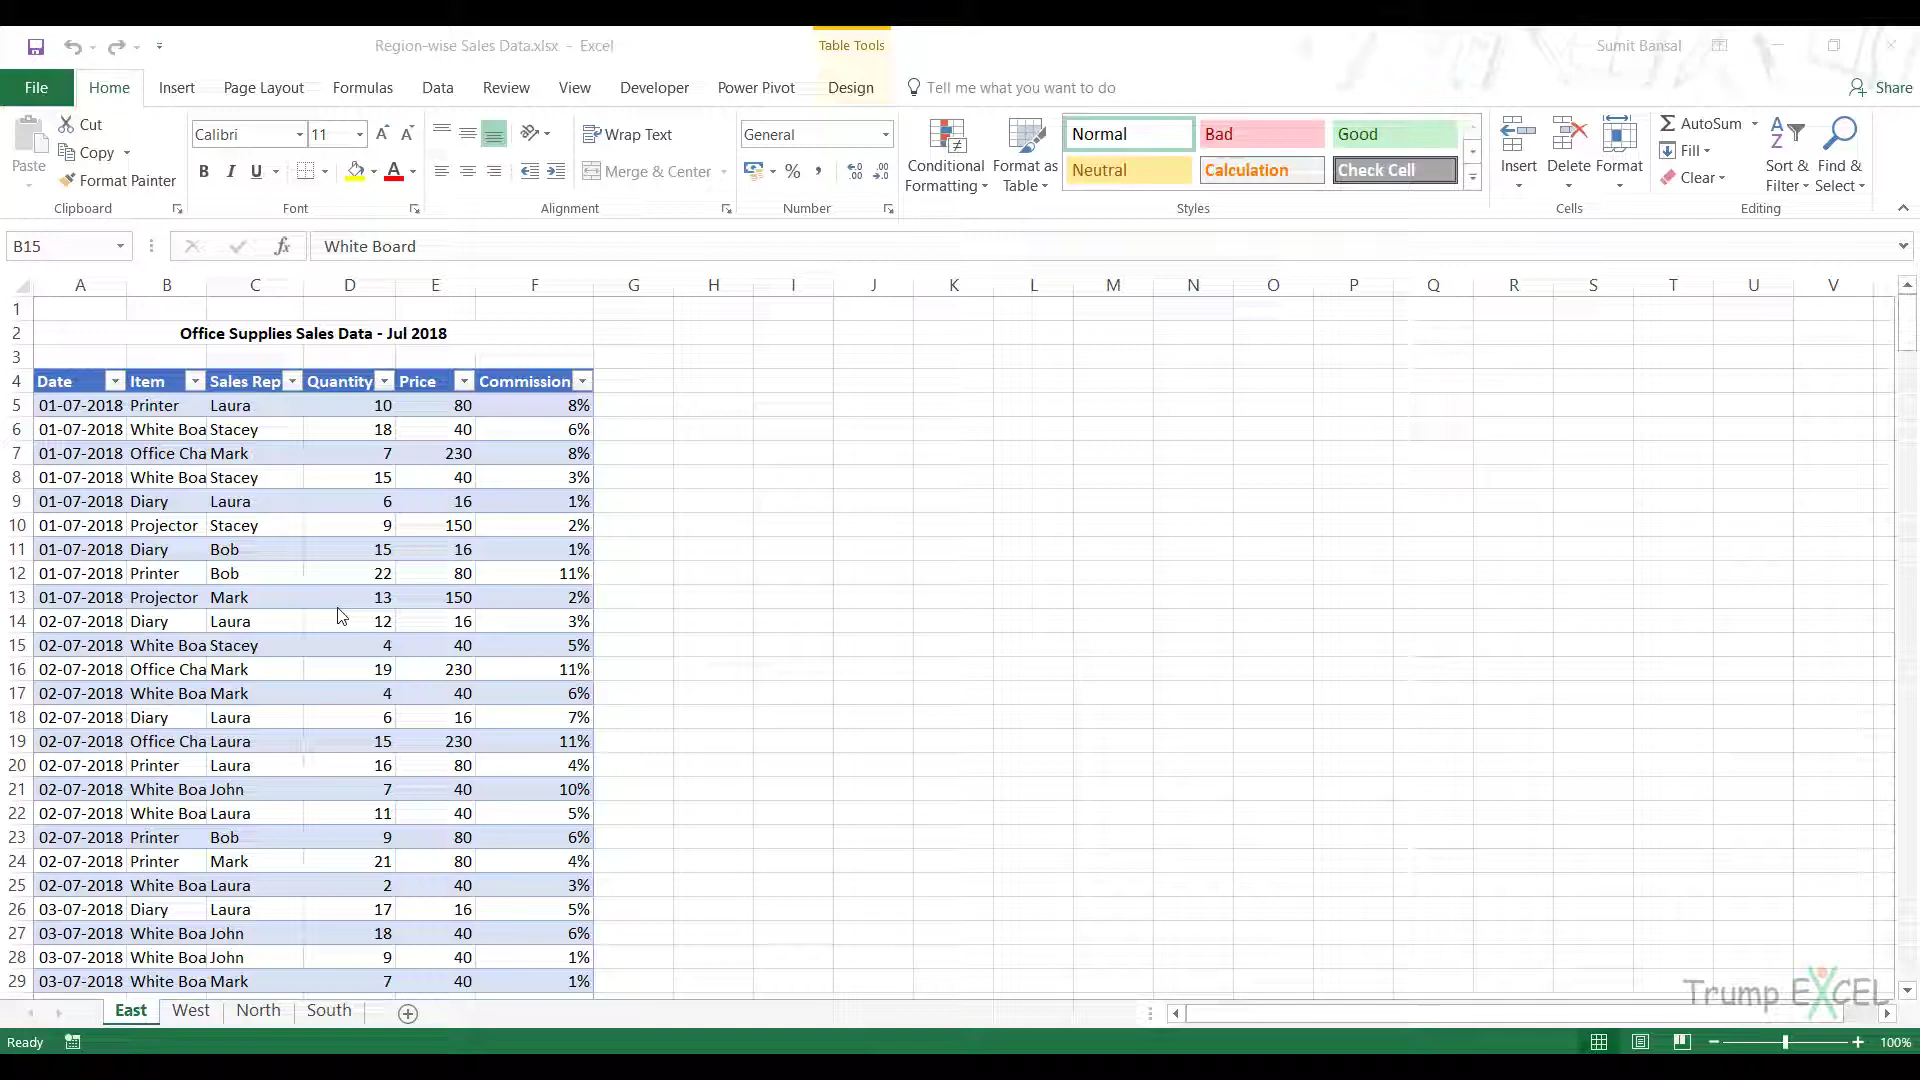 Region-wise Sales Data.xlsx - Excel
Table Tools
Sumit Bansal
File Home Insert Page Layout Formulas Data Review View Developer Power Pivot Design Tell me what you want to do Share
Paste
Cut
Copy
Format Painter
Clipboard
Calibri 11
B I U A
Font
Wrap Text
Merge & Center
Alignment
General
% ,
Number
Conditional Formatting
Format as Table
Normal Bad Good
Neutral Calculation Check Cell
Styles
Insert Delete Format
Cells
AutoSum
Fill
Clear
Sort & Filter
Find & Select
Editing
B15 fx White Board
A B C D E F G H I J K L M N O P Q R S T U V
1
2 Office Supplies Sales Data - Jul 2018
3
4 Date Item Sales Rep Quantity Price Commission
5 01-07-2018 Printer Laura 10 80 8%
6 01-07-2018 White Boa Stacey 18 40 6%
7 01-07-2018 Office Cha Mark 7 230 8%
8 01-07-2018 White Boa Stacey 15 40 3%
9 01-07-2018 Diary Laura 6 16 1%
10 01-07-2018 Projector Stacey 9 150 2%
11 01-07-2018 Diary Bob 15 16 1%
12 01-07-2018 Printer Bob 22 80 11%
13 01-07-2018 Projector Mark 13 150 2%
14 02-07-2018 Diary Laura 12 16 3%
15 02-07-2018 White Boa Stacey 4 40 5%
16 02-07-2018 Office Cha Mark 19 230 11%
17 02-07-2018 White Boa Mark 4 40 6%
18 02-07-2018 Diary Laura 6 16 7%
19 02-07-2018 Office Cha Laura 15 230 11%
20 02-07-2018 Printer Laura 16 80 4%
21 02-07-2018 White Boa John 7 40 10%
22 02-07-2018 White Boa Laura 11 40 5%
23 02-07-2018 Printer Bob 9 80 6%
24 02-07-2018 Printer Mark 21 80 4%
25 02-07-2018 White Boa Laura 2 40 3%
26 03-07-2018 Diary Laura 17 16 5%
27 03-07-2018 White Boa John 18 40 6%
28 03-07-2018 White Boa John 9 40 1%
29 03-07-2018 White Boa Mark 7 40 1%
Trump EXCEL
East West North South
Ready 100%